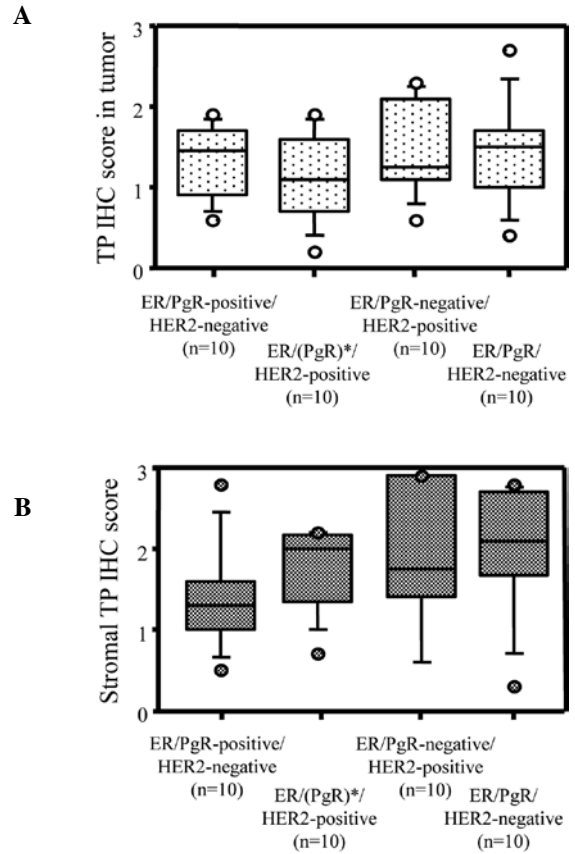 A
TP IHC score in tumor
3
2
1
0
ER/PgR-positive/
HER2-negative
(n=10)
ER/(PgR)*/
HER2-positive
(n=10)
ER/PgR-negative/
HER2-positive
(n=10)
ER/PgR/
HER2-negative
(n=10)
B
Stromal TP IHC score
3
2
1
0
ER/PgR-positive/
HER2-negative
(n=10)
ER/(PgR)*/
HER2-positive
(n=10)
ER/PgR-negative/
HER2-positive
(n=10)
ER/PgR/
HER2-negative
(n=10)